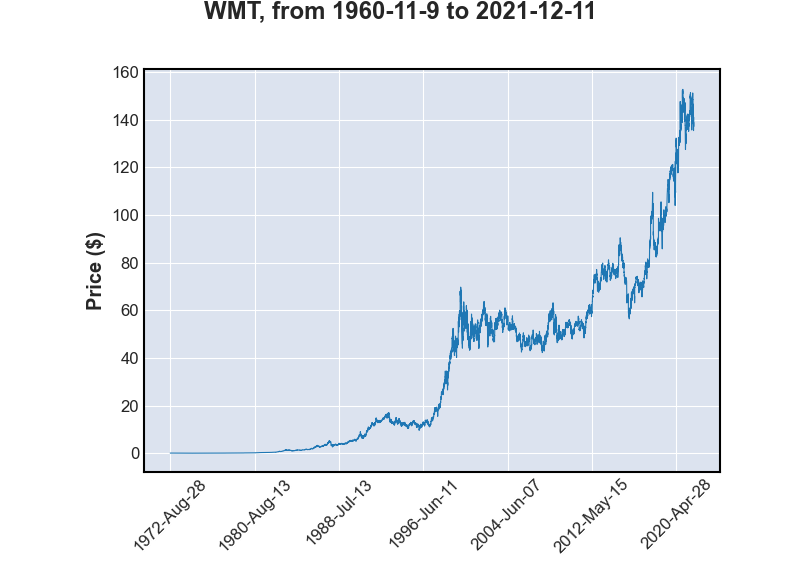 WMT, from 1960-11-9 to 2021-12-11
160
140
120
100
80
60
40
20
0
Price ($)
1972-Aug-28
1980-Aug-13
1988-Jul-13
1996-Jun-11
2004-Jun-07
2012-May-15
2020-Apr-28